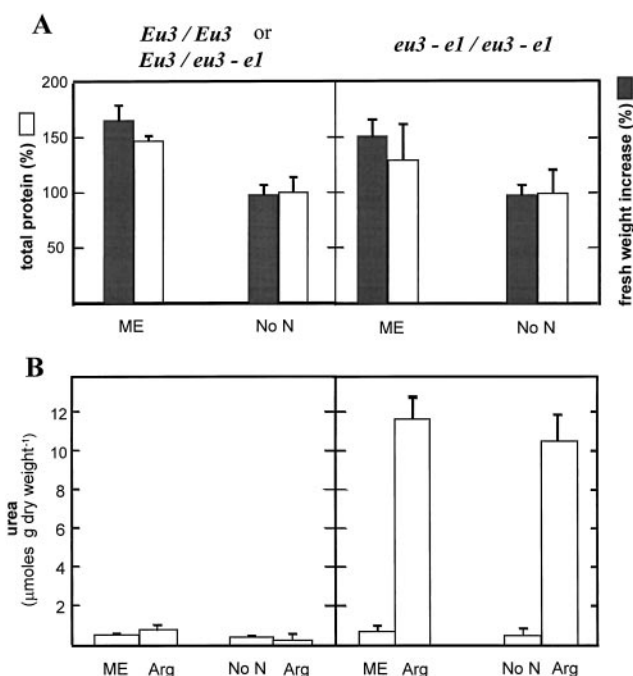 A
Eu3 / Eu3 or
Eu3 / eu3 - e1
eu3 - e1 / eu3 - e1
total protein (%)
200
150
100
50
ME No N ME No N
fresh weight increase (%)
B
urea
(μmoles g dry weight⁻¹)
12
10
8
6
4
2
ME Arg No N Arg ME Arg No N Arg